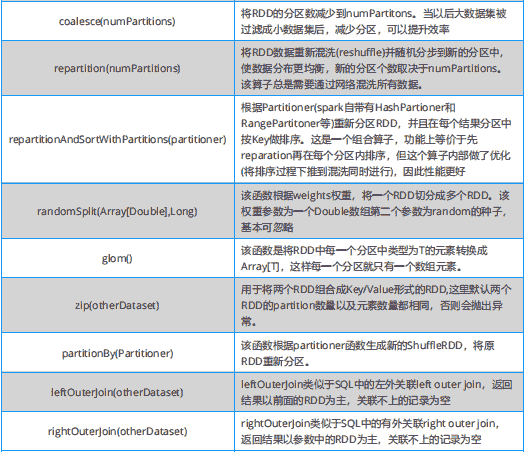 coalesce(numPartitions)
将RDD的分区数减少到numPartitons。当以后大数据集被
过滤成小数据集后，减少分区，可以提升效率
repartition(numPartitions)
将RDD数据重新混洗(reshuffle)并随机分步到新的分区中，
使数据分布更均衡，新的分区个数取决于numPartitions。
该算子总是需要通过网络混洗所有数据。
repartitionAndSortWithPartitions(partitioner)
根据Partitioner(spark自带有HashPartioner和
RangePartitoner等)重新分区RDD，并且在每个结果分区中
按Key做排序。这是一个组合算子，功能上等价于先
reparation再在每个分区内排序，但这个算子内部做了优化
(将排序过程下推到混洗同时进行)，因此性能更好
randomSplit(Array[Double],Long)
该函数根据weights权重，将一个RDD切分成多个RDD。该
权重参数为一个Double数组第二个参数为random的种子，
基本可忽略
glom()
该函数是将RDD中每一个分区中类型为T的元素转换成
Array[T]，这样每一个分区就只有一个数组元素。
zip(otherDataset)
用于将两个RDD组合成Key/Value形式的RDD,这里默认两个
RDD的partition数量以及元素数量都相同，否则会抛出异
常。
partitionBy(Partitioner)
该函数根据partitioner函数生成新的ShuffleRDD，将原
RDD重新分区。
leftOuterJoin(otherDataset)
leftOuterJoin类似于SQL中的左外关联left outer join，返回
结果以前面的RDD为主，关联不上的记录为空
rightOuterJoin(otherDataset)
rightOuterJoin类似于SQL中的有外关联right outer join，
返回结果以参数中的RDD为主，关联不上的记录为空